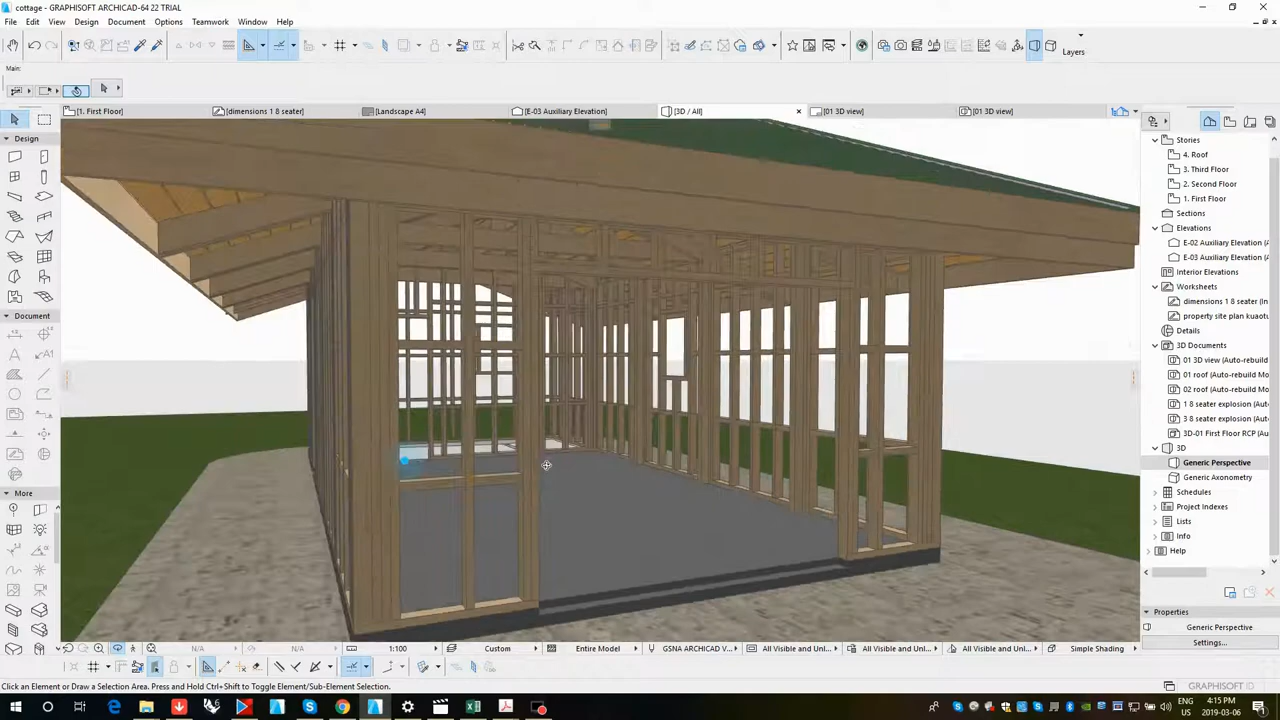 cottage - GRAPHISOFT ARCHICAD-64 22 TRIAL
File Edit View Design Document Options Teamwork Window Help
Layers
Main:
[1. First Floor]
[dimensions 1 8 seater]
[Landscape A4]
[E-03 Auxiliary Elevation]
[3D / All]
[01 3D view]
[01 3D view]
Design
Document
More
Stories
4. Roof
3. Third Floor
2. Second Floor
1. First Floor
Sections
Elevations
E-02 Auxiliary Elevation (A
E-03 Auxiliary Elevation (A
Interior Elevations
Worksheets
dimensions 1 8 seater (In
property site plan kuaotu
Details
3D Documents
01 3D view (Auto-rebuild
01 roof (Auto-rebuild Mo
02 roof (Auto-rebuild Mo
1 8 seater explosion (Aut
3 8 seater explosion (Aut
3D-01 First Floor RCP (Au
3D
Generic Perspective
Generic Axonometry
Schedules
Project Indexes
Lists
Info
Help
Properties
Generic Perspective
Settings...
N/A
N/A
1:100
Custom
Entire Model
GSNA ARCHICAD V...
All Visible and Unl...
All Visible and Unl...
All Visible and Unl...
Simple Shading
Click an Element or Draw a Selection Area. Press and Hold Ctrl+Shift to Toggle Element/Sub-Element Selection.
GRAPHISOFT
ENG
4:15 PM
2019-03-06